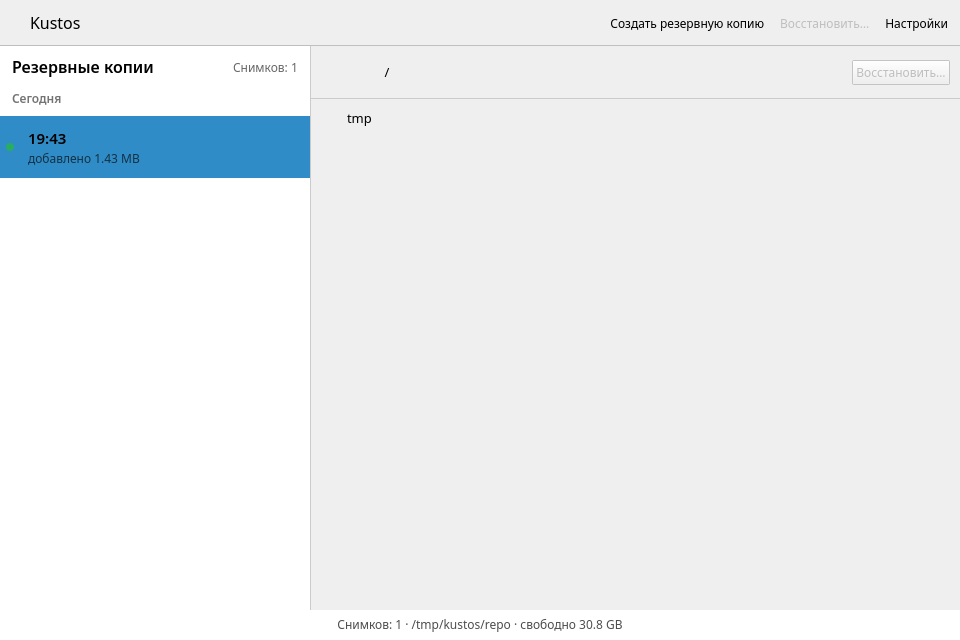 Kustos
Создать резервную копию
Восстановить...
Настройки
Резервные копии
Снимков: 1
Сегодня
19:43
добавлено 1.43 MB
/
Восстановить...
tmp
Снимков: 1 · /tmp/kustos/repo · свободно 30.8 GB